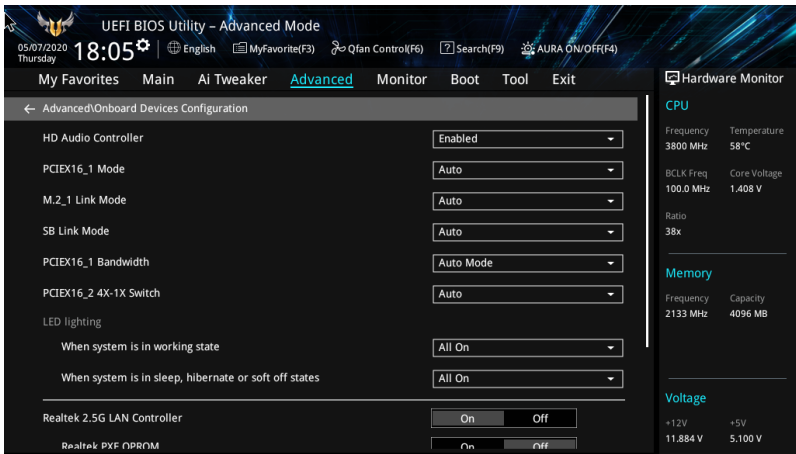 UEFI BIOS Utility – Advanced Mode
05/07/2020 Thursday 18:05 English MyFavorite(F3) Qfan Control(F6) ? Search(F9) AURA ON/OFF(F4)
My Favorites Main Ai Tweaker Advanced Monitor Boot Tool Exit
← Advanced\Onboard Devices Configuration
HD Audio Controller Enabled
PCIEX16_1 Mode Auto
M.2_1 Link Mode Auto
SB Link Mode Auto
PCIEX16_1 Bandwidth Auto Mode
PCIEX16_2 4X-1X Switch Auto
LED lighting
When system is in working state All On
When system is in sleep, hibernate or soft off states All On
Realtek 2.5G LAN Controller On Off
Realtek PXE OPROM On Off
Hardware Monitor
CPU
Frequency Temperature
3800 MHz 58°C
BCLK Freq Core Voltage
100.0 MHz 1.408 V
Ratio
38x
Memory
Frequency Capacity
2133 MHz 4096 MB
Voltage
+12V +5V
11.884 V 5.100 V